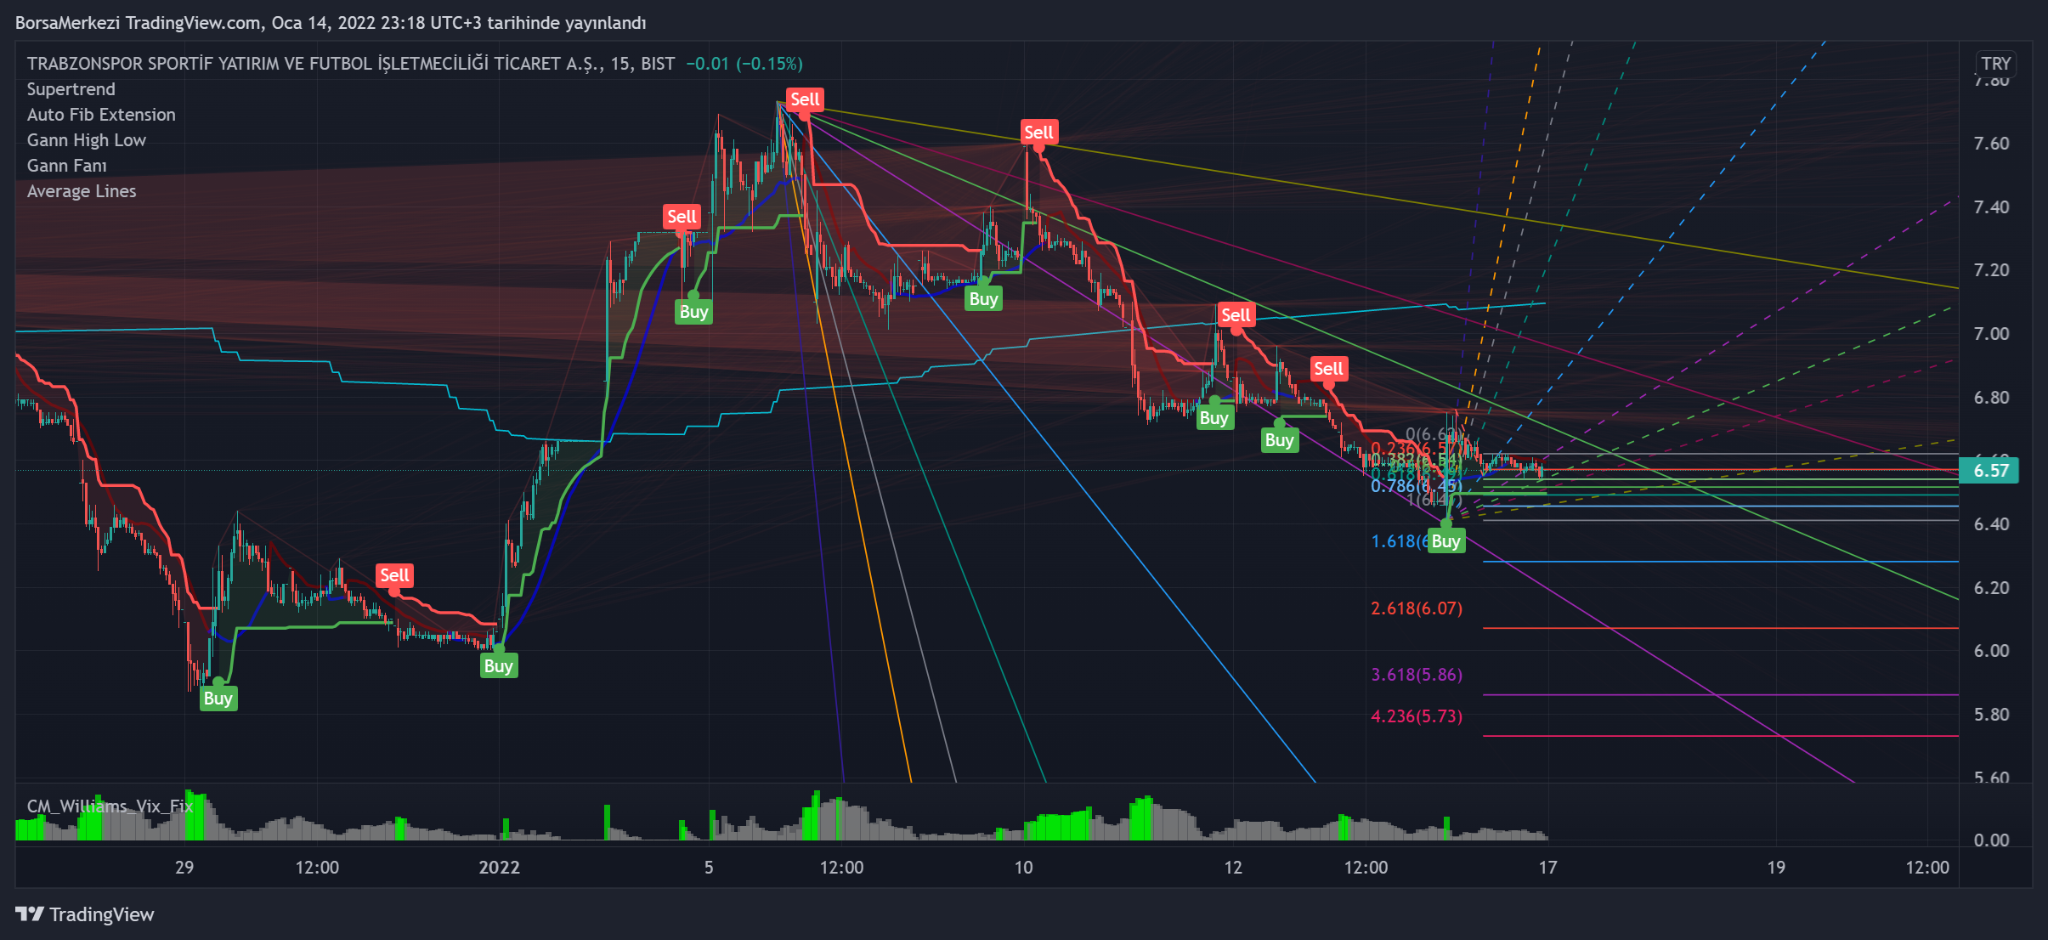 BorsaMerkezi TradingView.com, Oca 14, 2022 23:18 UTC+3 tarihinde yayınlandı
TRABZONSPOR SPORTİF YATIRIM VE FUTBOL İŞLETMECİLİĞİ TİCARET A.Ş., 15, BIST −0.01 (−0.15%)
Supertrend
Auto Fib Extension
Gann High Low
Gann Fanı
Average Lines
TRY
7.80
7.60
7.40
7.20
7.00
6.80
6.57
6.40
6.20
6.00
5.80
5.60
0.00
Sell
Sell
Sell
Sell
Sell
Sell
Buy
Buy
Buy
Buy
Buy
Buy
Buy
0.786(6.45)
1.618(6
2.618(6.07)
3.618(5.86)
4.236(5.73)
CM_Williams_Vix_Fix
29 12:00 2022 5 12:00 10 12 12:00 17 19 12:00
TradingView